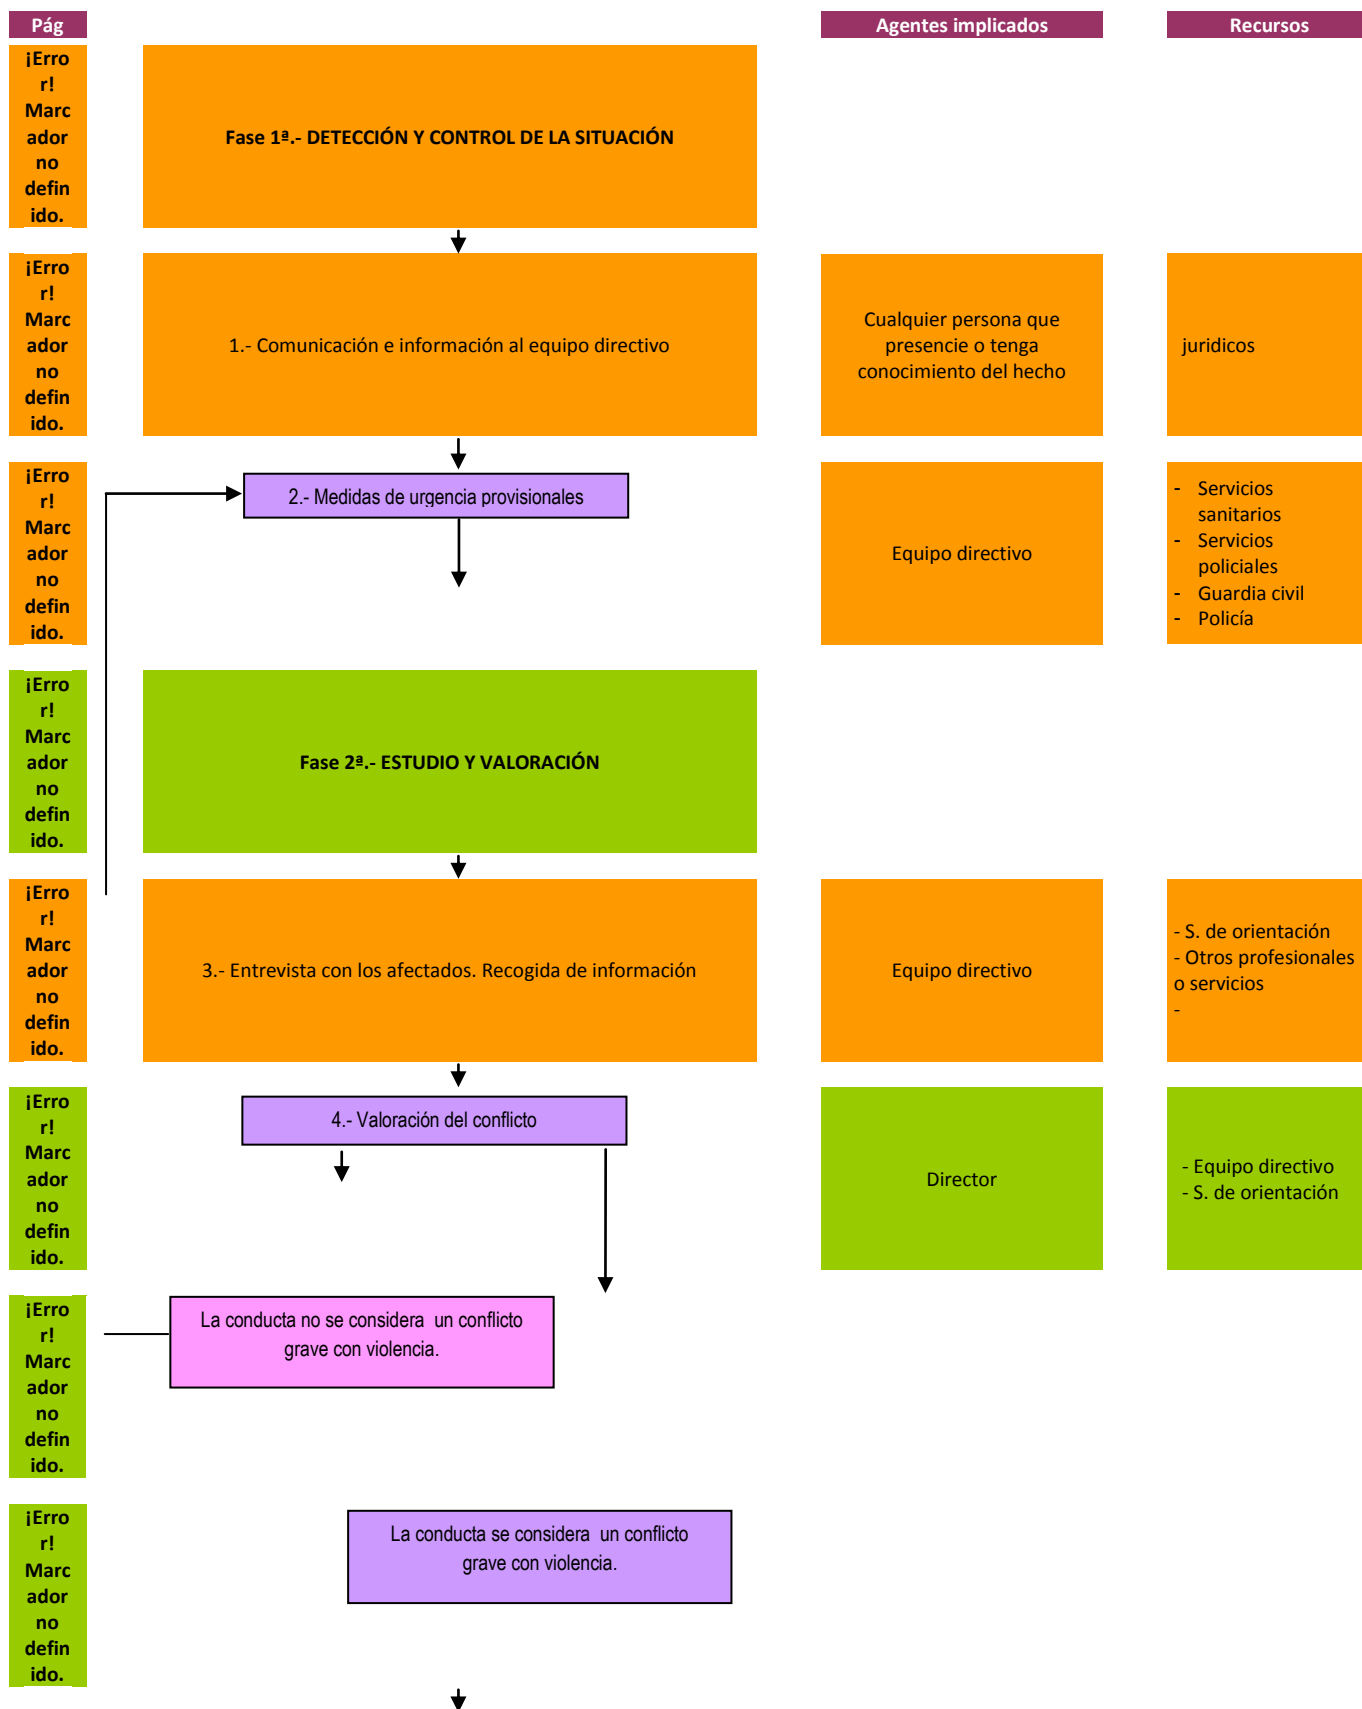 Pág
Agentes implicados
Recursos
¡Erro
r!
Marc
ador
no
defin
ido.
Fase 1ª.- DETECCIÓN Y CONTROL DE LA SITUACIÓN
¡Erro
r!
Marc
ador
no
defin
ido.
1.- Comunicación e información al equipo directivo
Cualquier persona que
presencie o tenga
conocimiento del hecho
juridicos
¡Erro
r!
Marc
ador
no
defin
ido.
2.- Medidas de urgencia provisionales
Equipo directivo
- Servicios
sanitarios
- Servicios
policiales
- Guardia civil
- Policía
¡Erro
r!
Marc
ador
no
defin
ido.
Fase 2ª.- ESTUDIO Y VALORACIÓN
¡Erro
r!
Marc
ador
no
defin
ido.
3.- Entrevista con los afectados. Recogida de información
Equipo directivo
- S. de orientación
- Otros profesionales
o servicios
-
¡Erro
r!
Marc
ador
no
defin
ido.
4.- Valoración del conflicto
Director
- Equipo directivo
- S. de orientación
¡Erro
r!
Marc
ador
no
defin
ido.
La conducta no se considera  un conflicto
grave con violencia.
¡Erro
r!
Marc
ador
no
defin
ido.
La conducta se considera  un conflicto
grave con violencia.